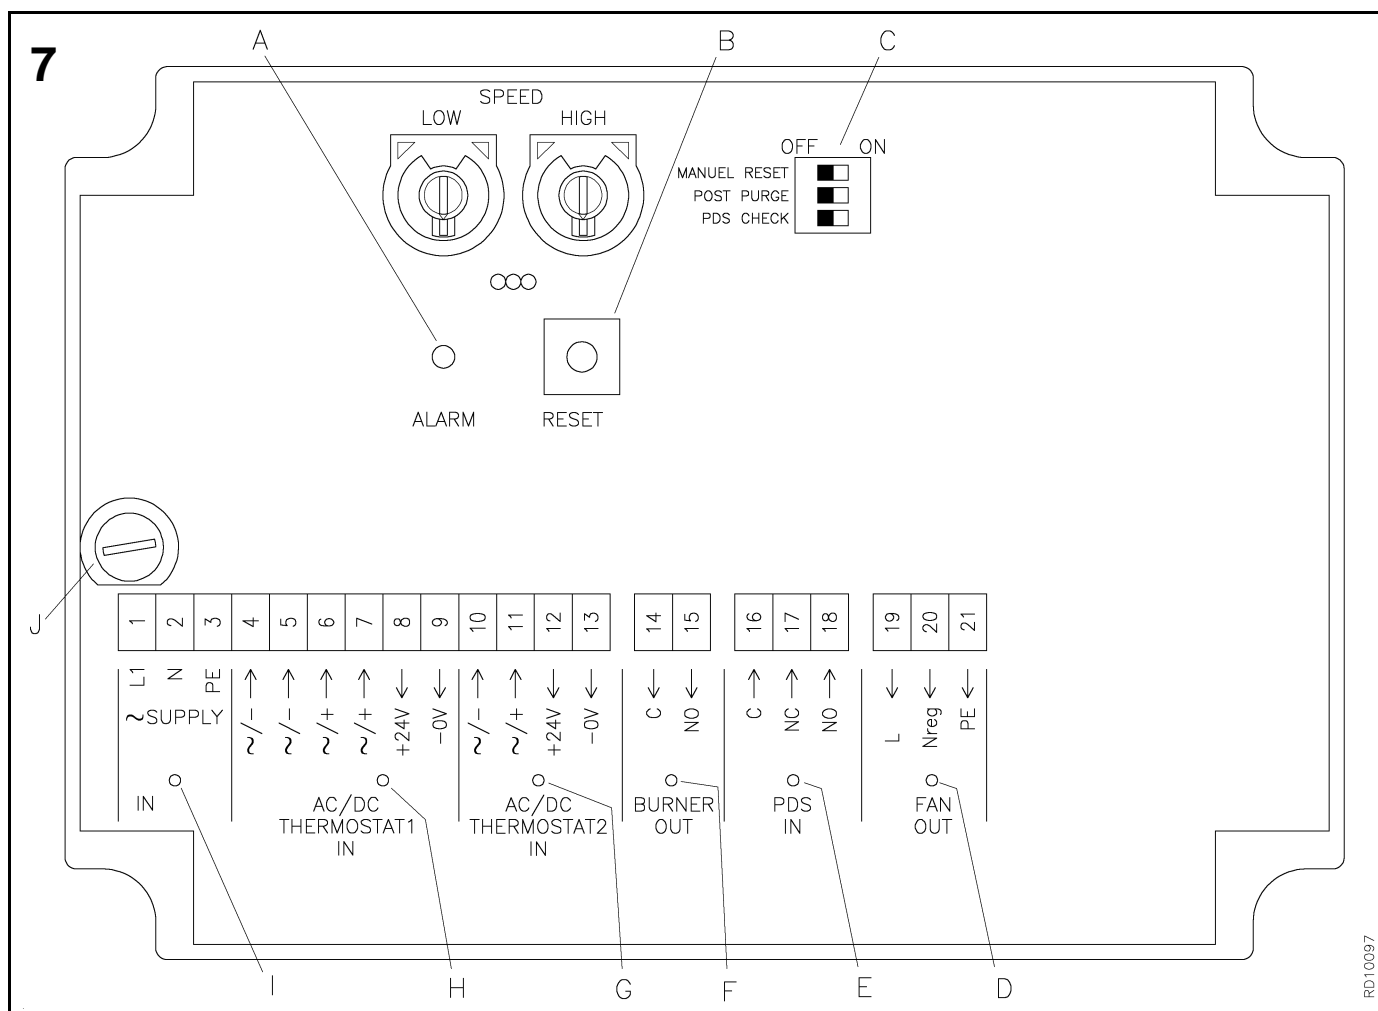 7
A B C
SPEED
LOW HIGH
OFF ON
MANUEL RESET
POST PURGE
PDS CHECK
ALARM RESET
J
1 2 3 4 5 6 7 8 9 10 11 12 13 14 15 16 17 18 19 20 21
L1 N PE ~/- ~/- ~/+ ~/+ +24V -0V ~/- ~/+ +24V -0V C NO C NC NO L Nreg PE
~SUPPLY
IN
AC/DC
THERMOSTAT1
IN
AC/DC
THERMOSTAT2
IN
BURNER
OUT
PDS
IN
FAN
OUT
I H G F E D
RD10097